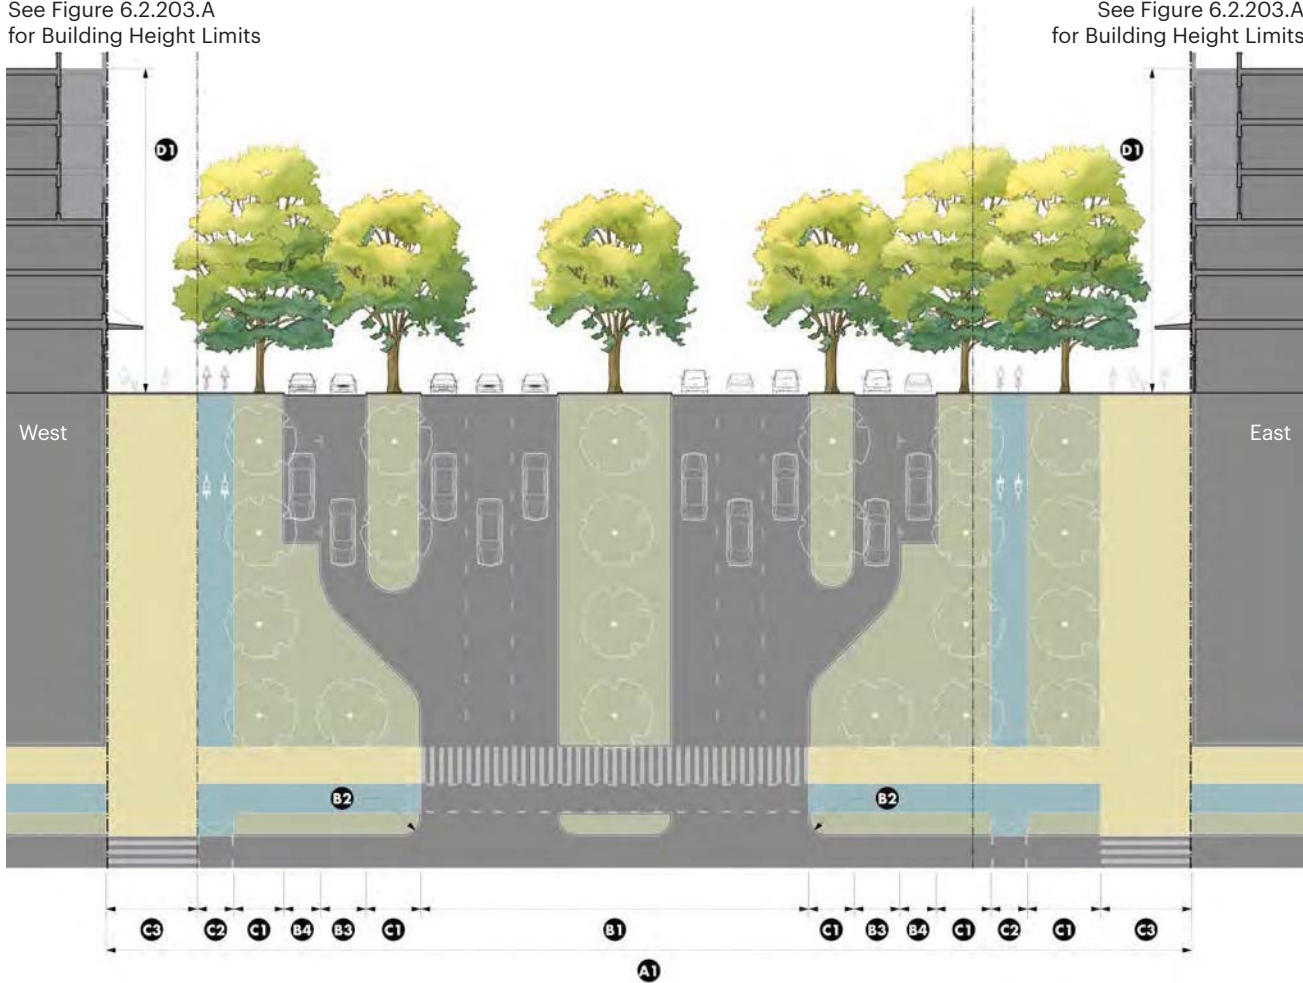 See Figure 6.2.203.A
for Building Height Limits
See Figure 6.2.203.A
for Building Height Limits
D1
D1
West
East
B2
B2
C3
C2
C1
B4
B3
C1
B1
C1
B3
B4
C1
C2
C1
C3
A1